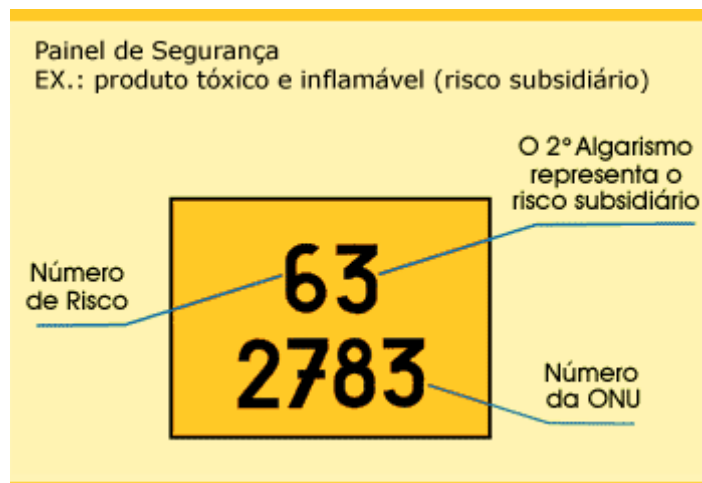 Painel de Segurança
EX.: produto tóxico e inflamável (risco subsidiário)
O 2º Algarismo
representa o
risco subsidiário
Número
de Risco
63
2783
Número
da ONU